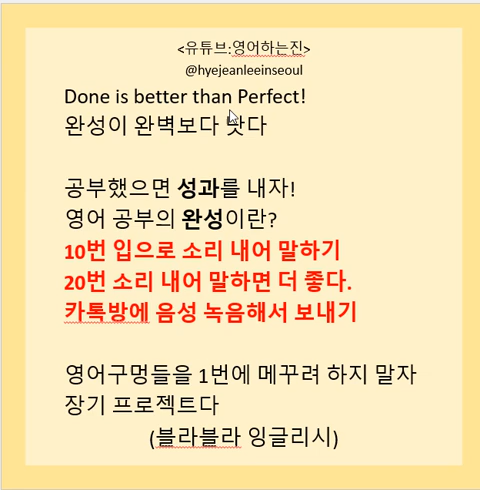 <유튜브:영어하는진>
@hyejeanleeinseoul
Done is better than Perfect!
완성이 완벽보다 낫다
공부했으면 성과를 내자!
영어 공부의 완성이란?
10번 입으로 소리 내어 말하기
20번 소리 내어 말하면 더 좋다.
카톡방에 음성 녹음해서 보내기
영어구멍들을 1번에 메꾸려 하지 말자
장기 프로젝트다
(블라블라 잉글리시)